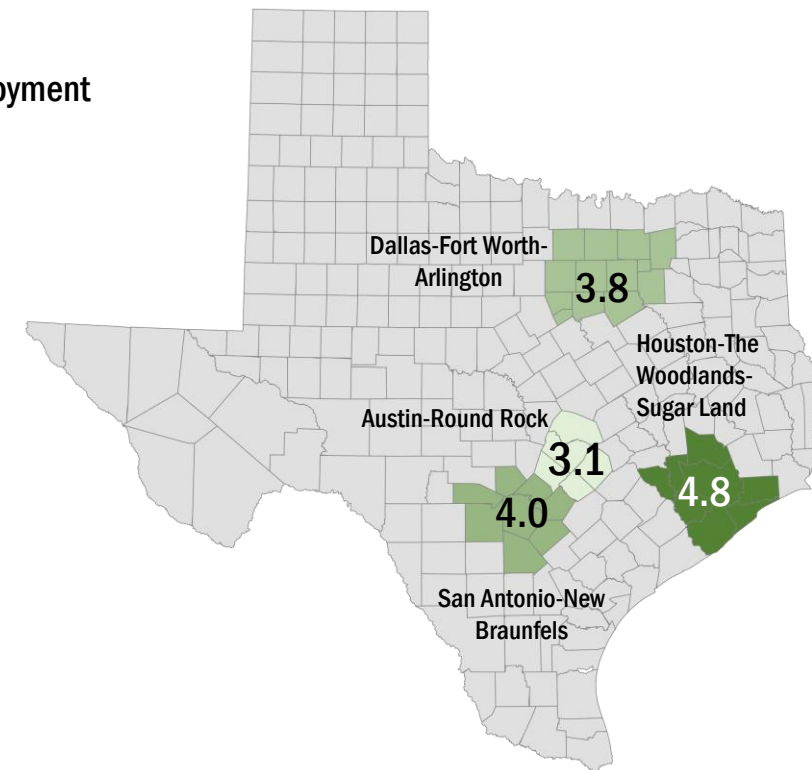 oyment
Dallas-Fort Worth-
Arlington
3.8
Houston-The
Woodlands-
Sugar Land
Austin-Round Rock
3.1
4.8
4.0
San Antonio-New
Braunfels